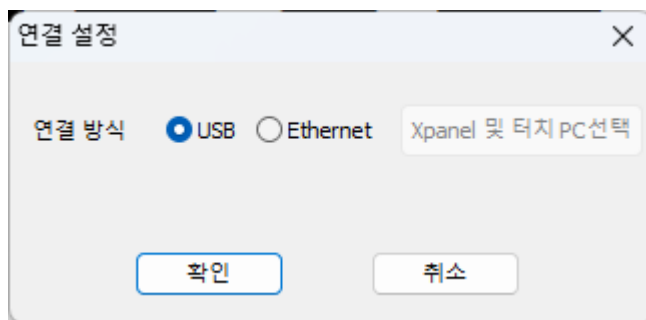 연결 설정
연결 방식 USB Ethernet Xpanel 및 터치 PC선택
확인 취소